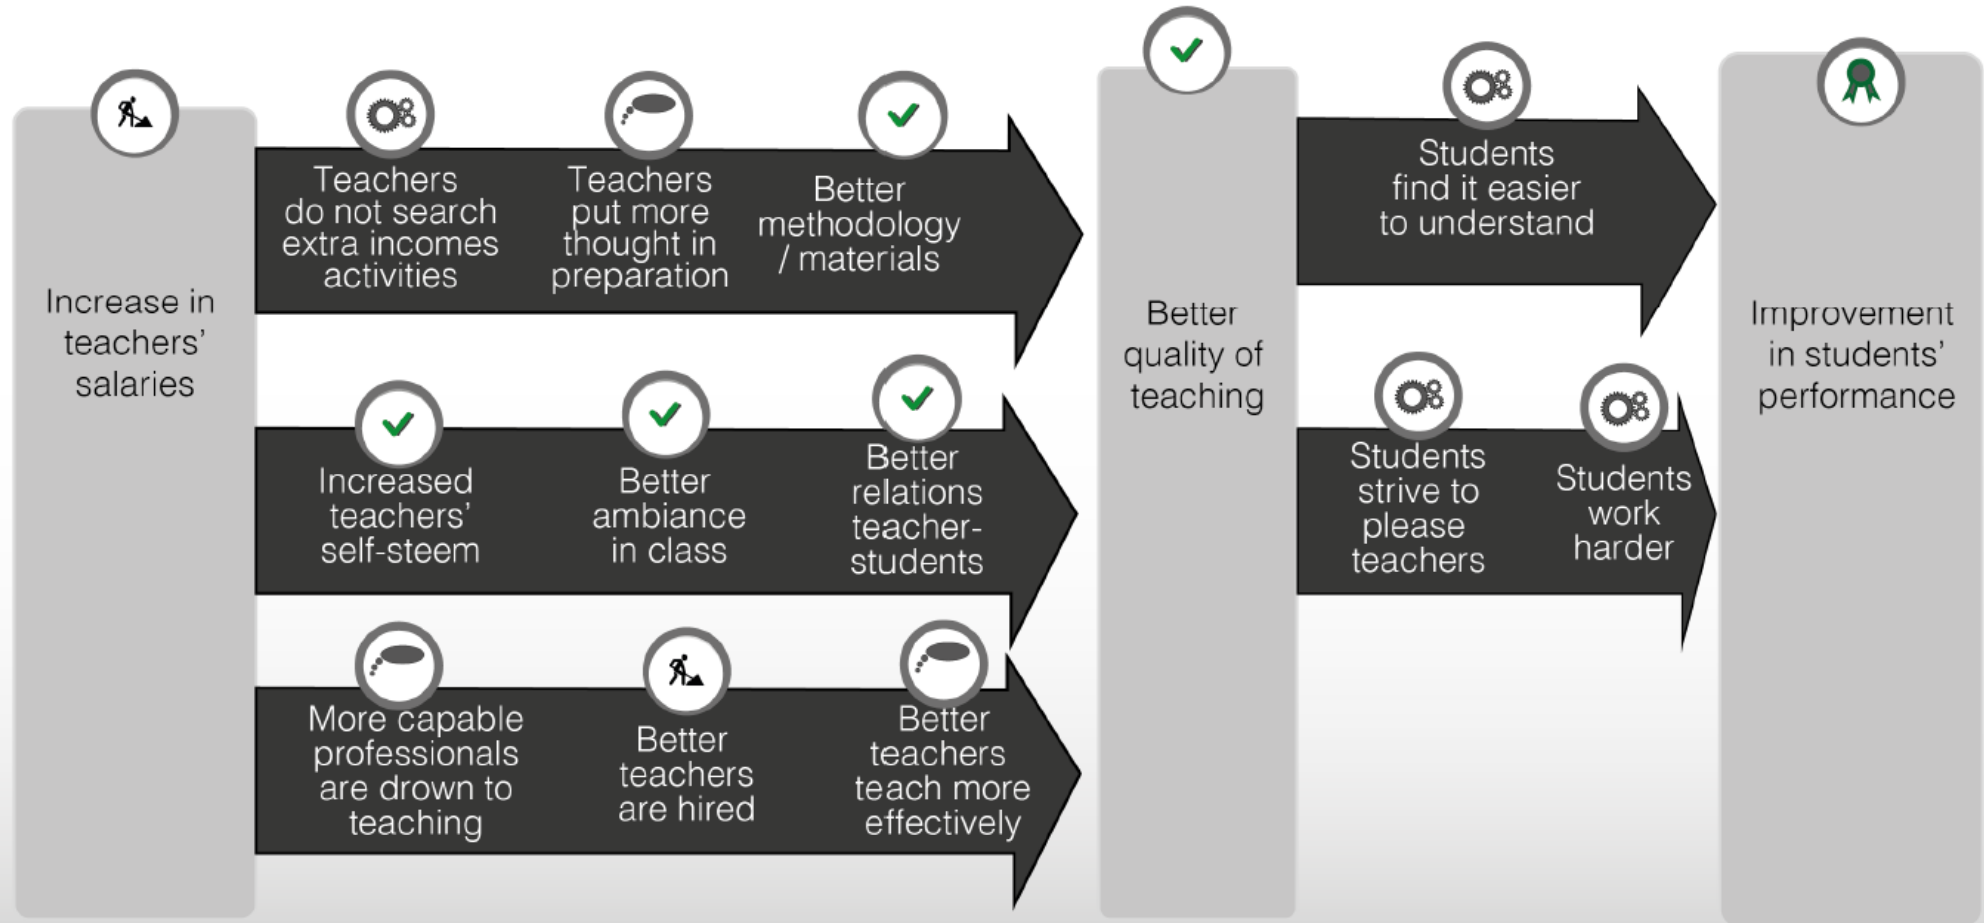 Increase in
teachers'
salaries
Teachers
do not search
extra incomes
activities
Teachers
put more
thought in
preparation
Better
methodology
/ materials
Increased
teachers'
self-steem
Better
ambiance
in class
Better
relations
teacher-
students
More capable
professionals
are drown to
teaching
Better
teachers
are hired
Better
teachers
teach more
effectively
Better
quality of
teaching
Students
find it easier
to understand
Students
strive to
please
teachers
Students
work
harder
Improvement
in students'
performance